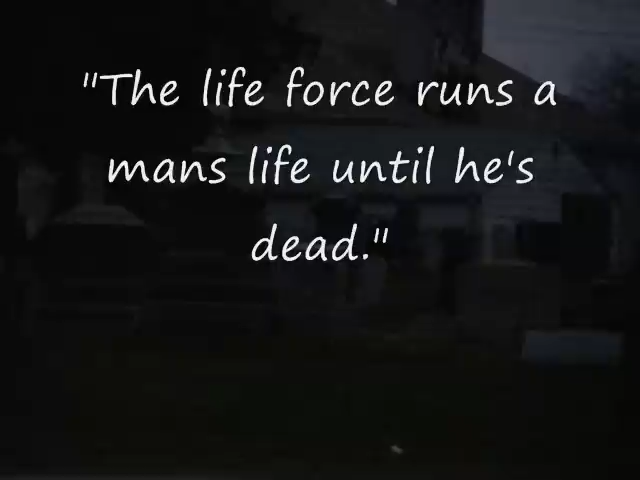 "The life force runs a
mans life until he's
dead."